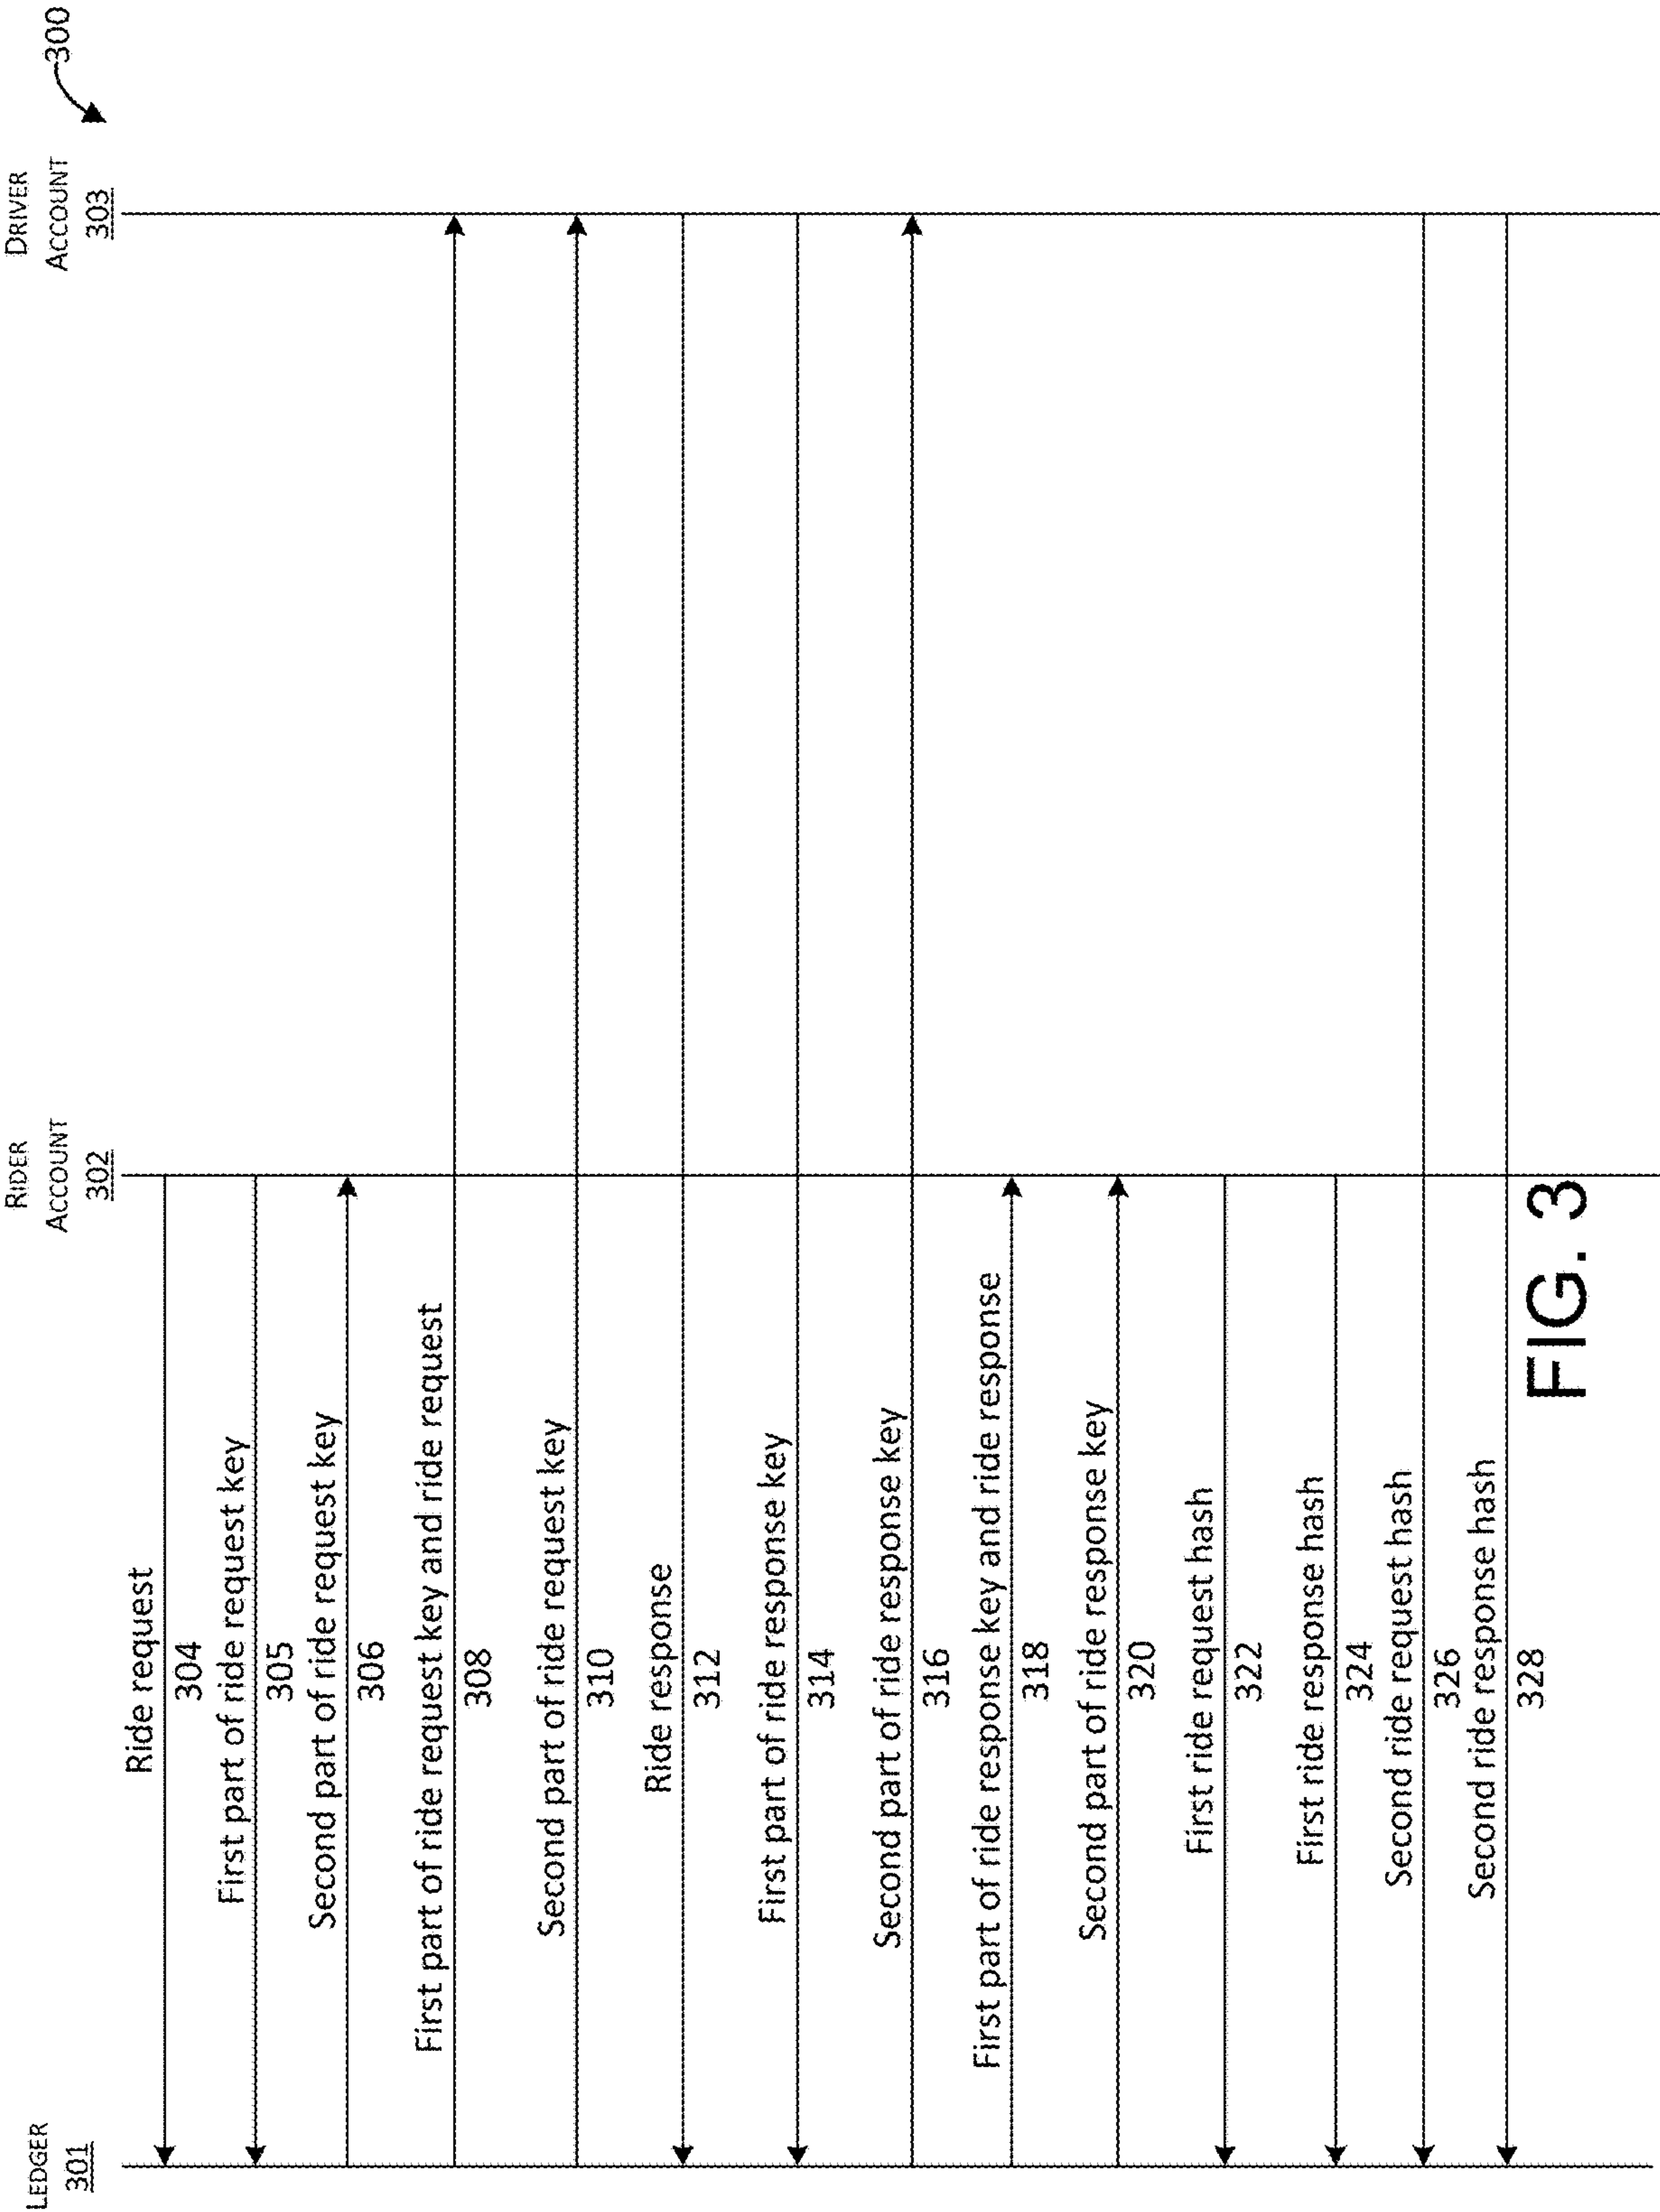 300
LEDGER
301
RIDER
ACCOUNT
302
DRIVER
ACCOUNT
303
Ride request
304
First part of ride request key
305
Second part of ride request key
306
First part of ride request key and ride request
308
Second part of ride request key
310
Ride response
312
First part of ride response key
314
Second part of ride response key
316
First part of ride response key and ride response
318
Second part of ride response key
320
First ride request hash
322
First ride response hash
324
Second ride request hash
326
Second ride response hash
328
FIG. 3